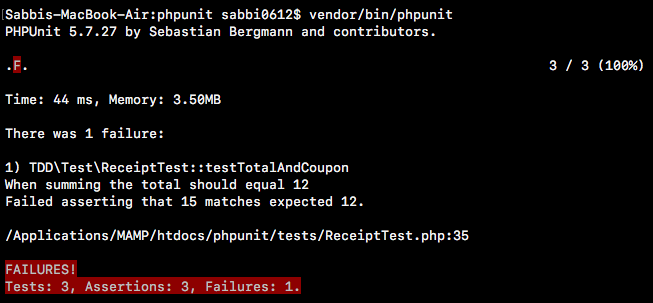 Sabbis-MacBook-Air:phpunit sabbi0612$ vendor/bin/phpunit
PHPUnit 5.7.27 by Sebastian Bergmann and contributors.
.F. 3 / 3 (100%)
Time: 44 ms, Memory: 3.50MB
There was 1 failure:
1) TDD\Test\ReceiptTest::testTotalAndCoupon
When summing the total should equal 12
Failed asserting that 15 matches expected 12.
/Applications/MAMP/htdocs/phpunit/tests/ReceiptTest.php:35
FAILURES!
Tests: 3, Assertions: 3, Failures: 1.